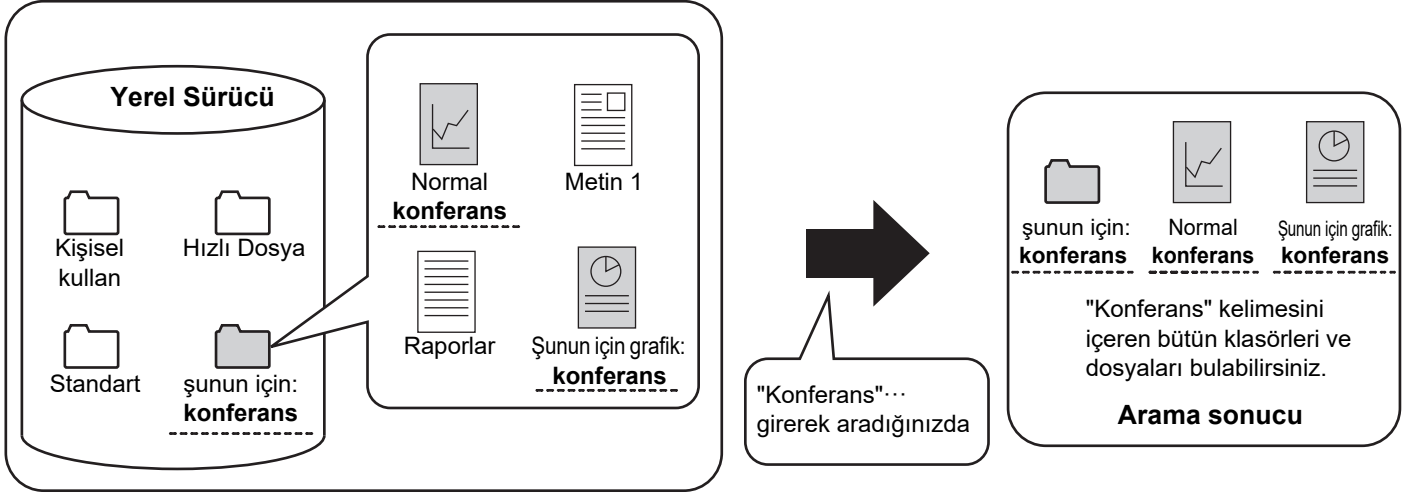 Yerel Sürücü
Kişisel
kullan
Hızlı Dosya
Standart
şunun için:
konferans
Normal
konferans
Metin 1
Raporlar
Şunun için grafik:
konferans
"Konferans"···
girerek aradığınızda
şunun için:
konferans
Normal
konferans
Şunun için grafik:
konferans
"Konferans" kelimesini
içeren bütün klasörleri ve
dosyaları bulabilirsiniz.
Arama sonucu